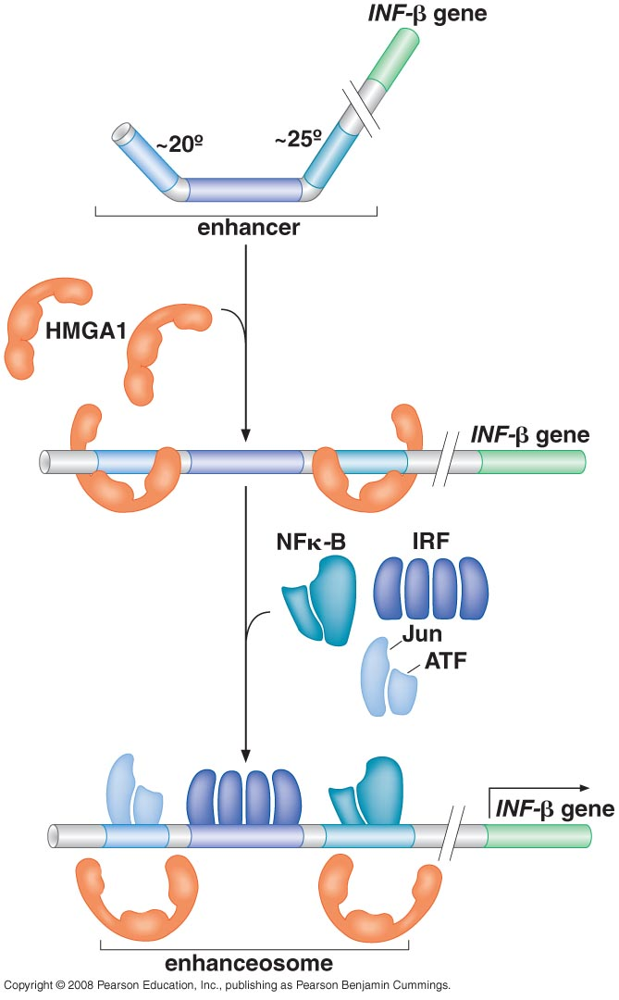 INF-β gene
~20º
~25º
enhancer
HMGA1
INF-β gene
NFκ-B
IRF
Jun
ATF
INF-β gene
enhanceosome
Copyright © 2008 Pearson Education, Inc., publishing as Pearson Benjamin Cummings.